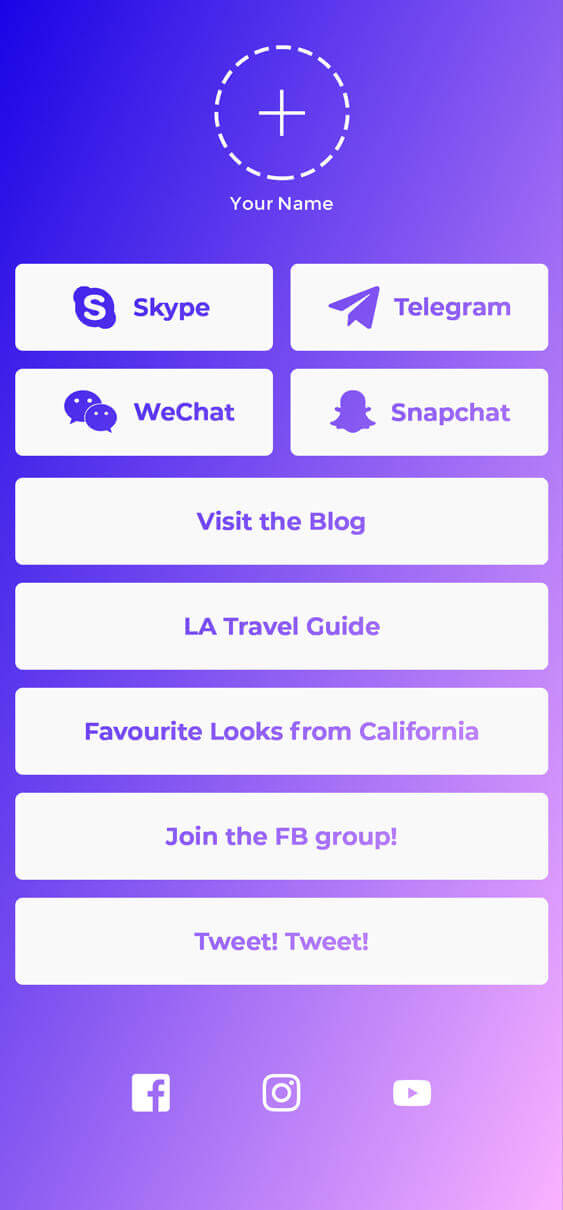 Your Name
Skype
Telegram
WeChat
Snapchat
Visit the Blog
LA Travel Guide
Favourite Looks from California
Join the FB group!
Tweet! Tweet!